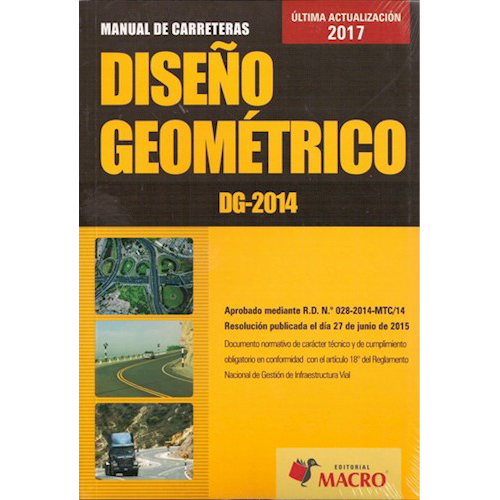 MANUAL DE CARRETERAS
ÚLTIMA ACTUALIZACIÓN
2017
DISEÑO
GEOMÉTRICO
DG-2014
Aprobado mediante R.D. N.° 028-2014-MTC/14
Resolución publicada el día 27 de junio de 2015
Documento normativo de carácter técnico y de cumplimiento
obligatorio en conformidad con el artículo 18° del Reglamento
Nacional de Gestión de Infraestructura Vial
EDITORIAL
MACRO®